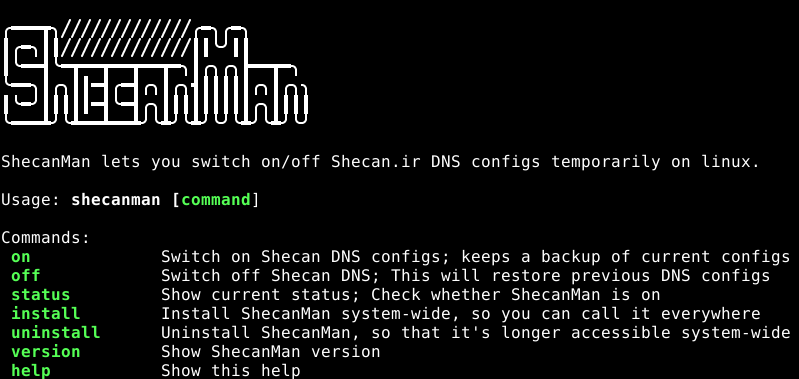 ShecanMan
ShecanMan lets you switch on/off Shecan.ir DNS configs temporarily on linux.
Usage: shecanman [command]
Commands:
on Switch on Shecan DNS configs; keeps a backup of current configs
off Switch off Shecan DNS; This will restore previous DNS configs
status Show current status; Check whether ShecanMan is on
install Install ShecanMan system-wide, so you can call it everywhere
uninstall Uninstall ShecanMan, so that it's longer accessible system-wide
version Show ShecanMan version
help Show this help